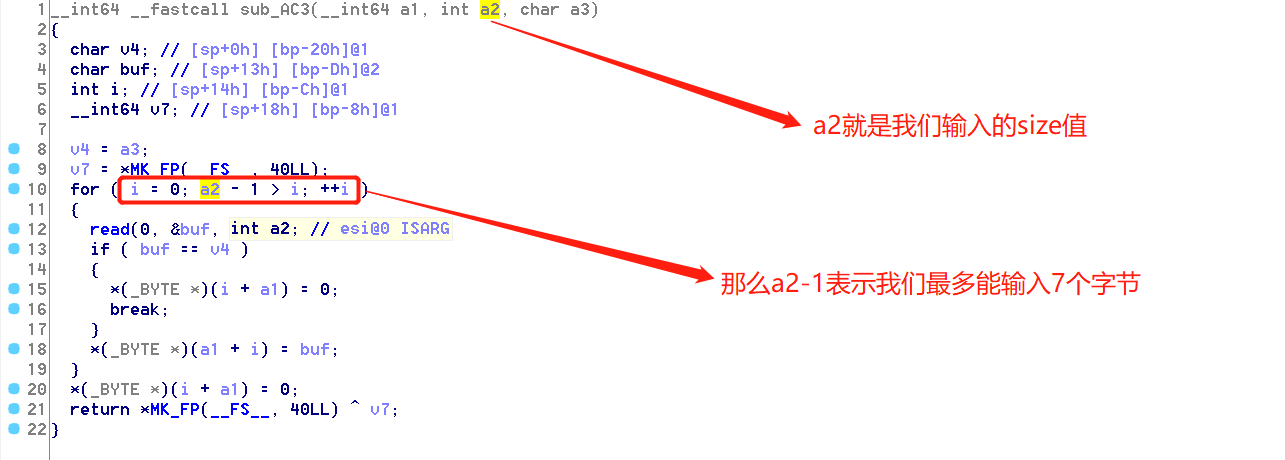 1 __int64 __fastcall sub_AC3(__int64 a1, int a2, char a3)
2 {
3 char v4; // [sp+0h] [bp-20h]@1
4 char buf; // [sp+13h] [bp-Dh]@2
5 int i; // [sp+14h] [bp-Ch]@1
6 __int64 v7; // [sp+18h] [bp-8h]@1
7
8 v4 = a3;
9 v7 = *MK_FP(__FS__, 40LL);
10 for ( i = 0; a2 - 1 > i; ++i )
11 {
12 read(0, &buf, int a2; // esi@0 ISARG
13 if ( buf == v4 )
14 {
15 *(_BYTE *)(i + a1) = 0;
16 break;
17 }
18 *(_BYTE *)(a1 + i) = buf;
19 }
20 *(_BYTE *)(i + a1) = 0;
21 return *MK_FP(__FS__, 40LL) ^ v7;
22 }
a2就是我们输入的size值
那么a2-1表示我们最多能输入7个字节